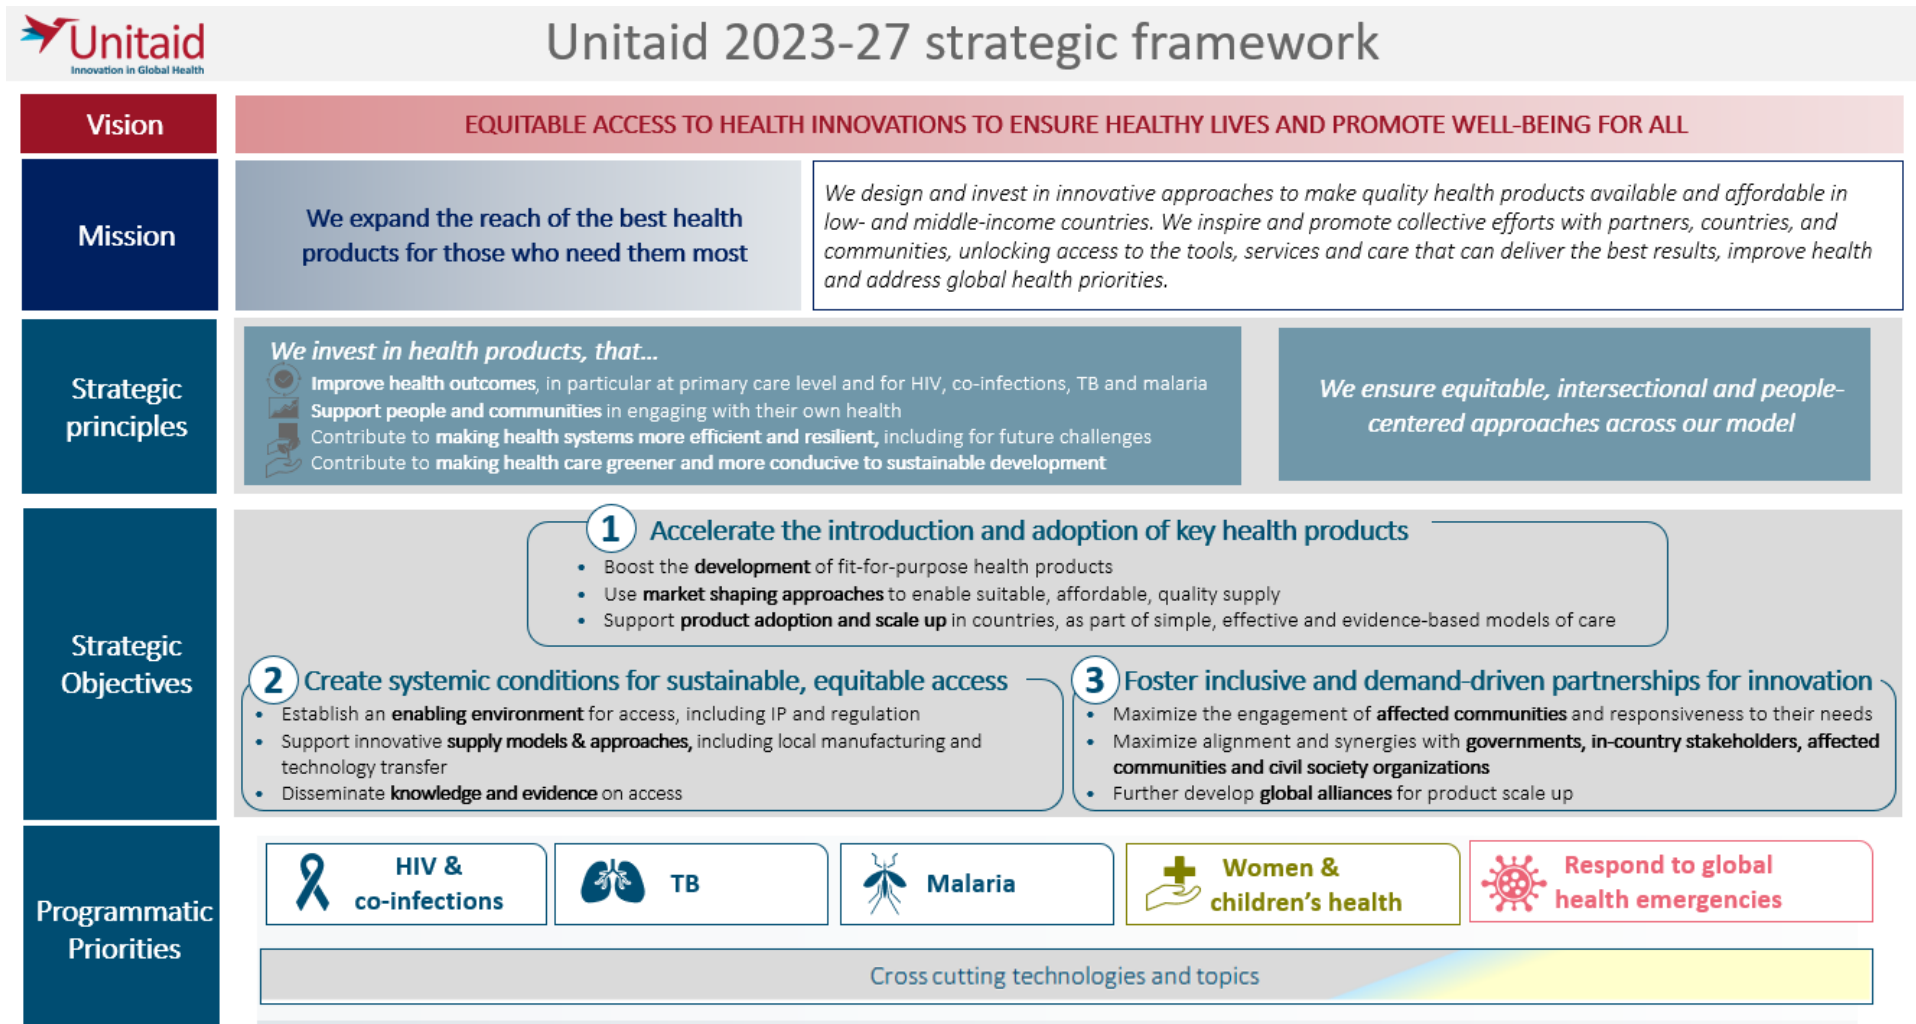 Unitaid
Innovation in Global Health
Unitaid 2023-27 strategic framework
Vision
EQUITABLE ACCESS TO HEALTH INNOVATIONS TO ENSURE HEALTHY LIVES AND PROMOTE WELL-BEING FOR ALL
Mission
We expand the reach of the best health
products for those who need them most
We design and invest in innovative approaches to make quality health products available and affordable in
low- and middle-income countries. We inspire and promote collective efforts with partners, countries, and
communities, unlocking access to the tools, services and care that can deliver the best results, improve health
and address global health priorities.
Strategic
principles
We invest in health products, that...
Improve health outcomes, in particular at primary care level and for HIV, co-infections, TB and malaria
Support people and communities in engaging with their own health
Contribute to making health systems more efficient and resilient, including for future challenges
Contribute to making health care greener and more conducive to sustainable development
We ensure equitable, intersectional and people-
centered approaches across our model
Strategic
Objectives
1 Accelerate the introduction and adoption of key health products
• Boost the development of fit-for-purpose health products
• Use market shaping approaches to enable suitable, affordable, quality supply
• Support product adoption and scale up in countries, as part of simple, effective and evidence-based models of care
2 Create systemic conditions for sustainable, equitable access
• Establish an enabling environment for access, including IP and regulation
• Support innovative supply models & approaches, including local manufacturing and
technology transfer
• Disseminate knowledge and evidence on access
3 Foster inclusive and demand-driven partnerships for innovation
• Maximize the engagement of affected communities and responsiveness to their needs
• Maximize alignment and synergies with governments, in-country stakeholders, affected
communities and civil society organizations
• Further develop global alliances for product scale up
Programmatic
Priorities
HIV &
co-infections
TB
Malaria
Women &
children's health
Respond to global
health emergencies
Cross cutting technologies and topics